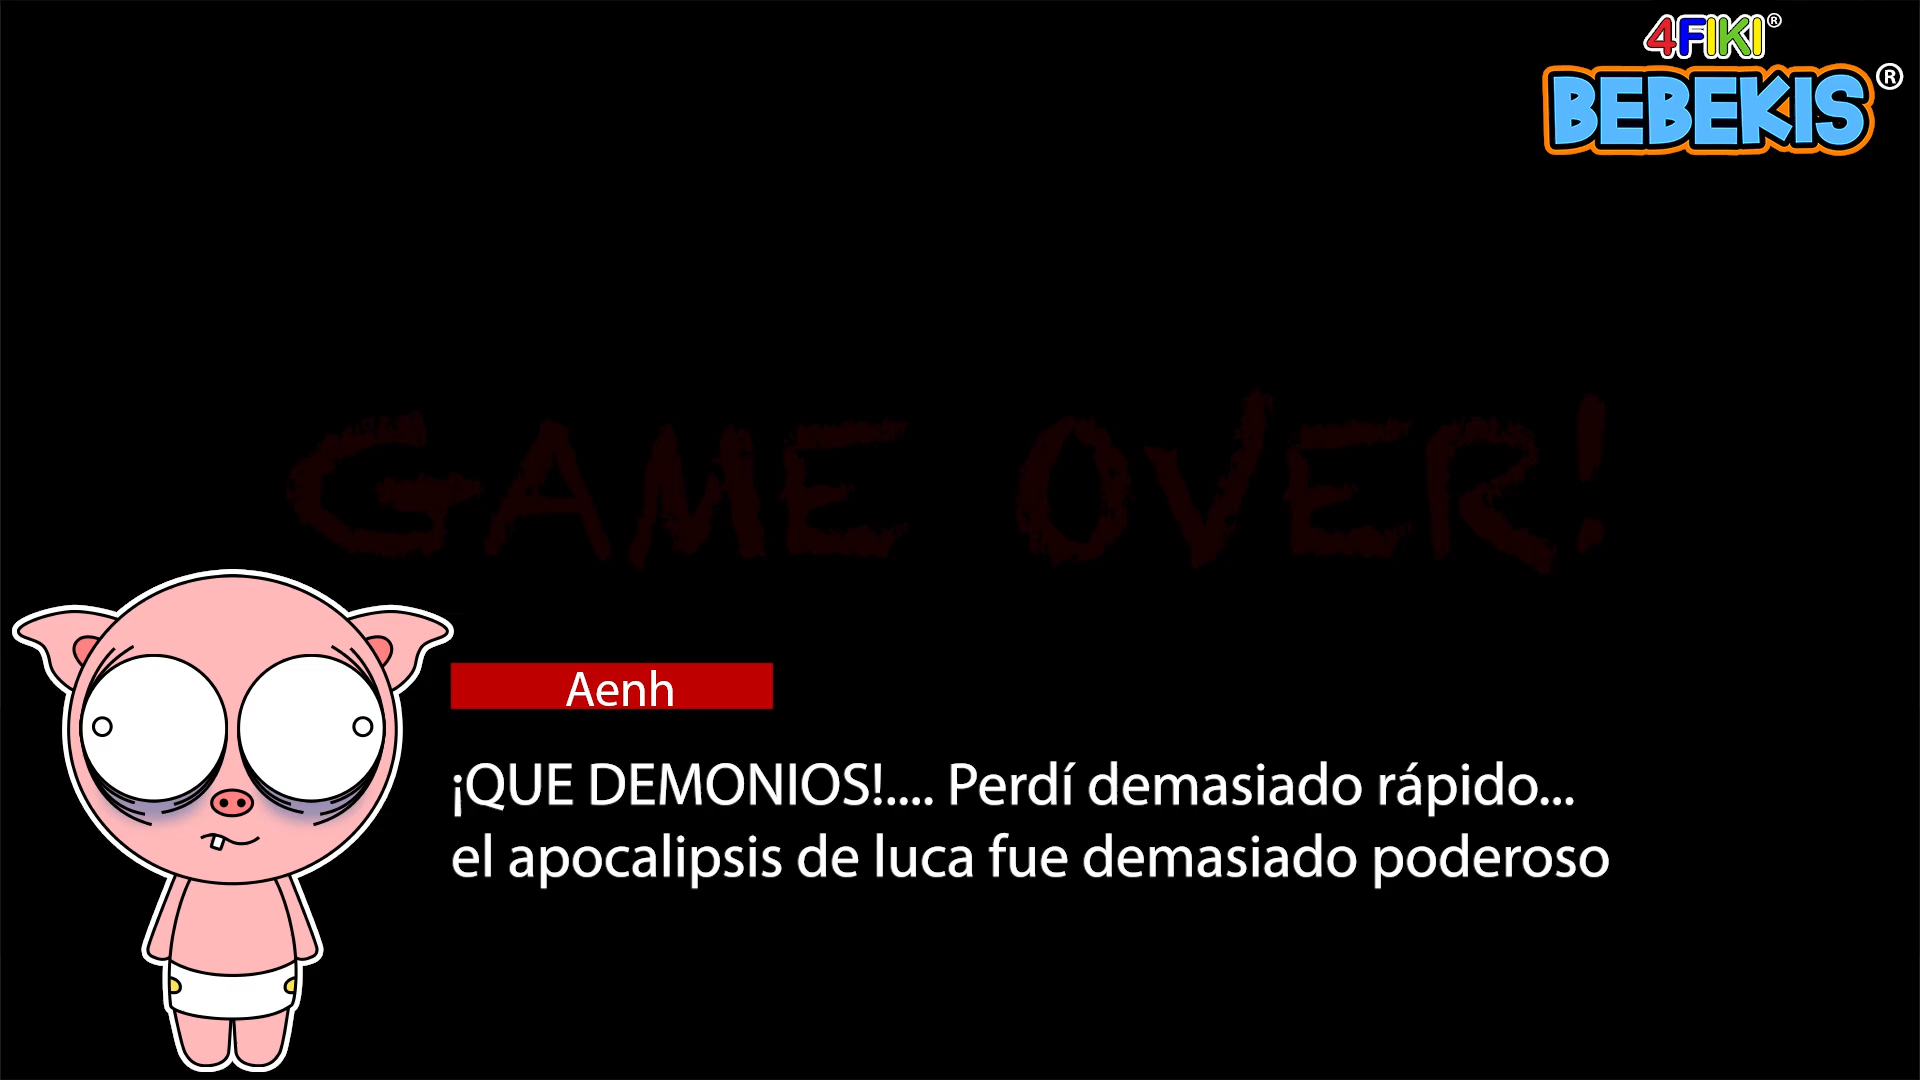 4FIKI®
BEBEKIS®
GAME OVER!
Aenh
¡QUE DEMONIOS!.... Perdí demasiado rápido...
el apocalipsis de luca fue demasiado poderoso